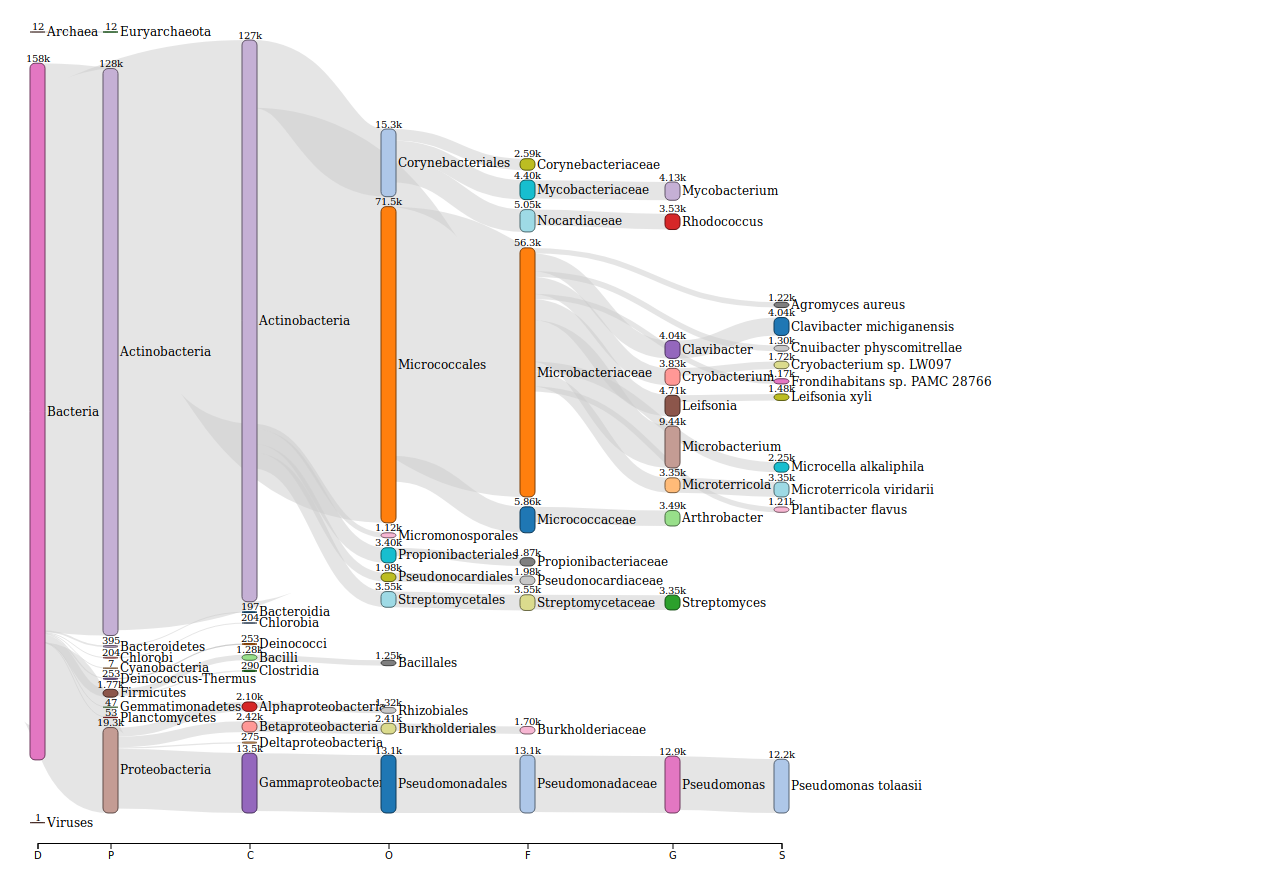 12 Archaea 12 Euryarchaeota
158k Bacteria
1 Viruses
128k Actinobacteria
395 Bacteroidetes
204 Chlorobi
7 Cyanobacteria
253 Deinococcus-Thermus
1.77k Firmicutes
47 Gemmatimonadetes
53 Planctomycetes
19.3k Proteobacteria
127k Actinobacteria
197 Bacteroidia
204 Chlorobia
253 Deinococci
1.28k Bacilli
290 Clostridia
2.10k Alphaproteobacteria
2.42k Betaproteobacteria
275 Deltaproteobacteria
13.5k Gammaproteobacter
15.3k Corynebacteriales
71.5k Micrococcales
1.12k Micromonosporales
3.40k Propionibacteriales
1.98k Pseudonocardiales
3.55k Streptomycetales
1.25k Bacillales
1.32k Rhizobiales
2.41k Burkholderiales
13.1k Pseudomonadales
2.59k Corynebacteriaceae
4.40k Mycobacteriaceae
5.05k Nocardiaceae
56.3k Microbacteriaceae
5.86k Micrococcaceae
1.87k Propionibacteriaceae
1.98k Pseudonocardiaceae
3.55k Streptomycetaceae
1.70k Burkholderiaceae
13.1k Pseudomonadaceae
4.13k Mycobacterium
3.53k Rhodococcus
4.04k Clavibacter
3.83k Cryobacterium
4.71k Leifsonia
9.44k Microbacterium
3.35k Microterricola
3.49k Arthrobacter
3.35k Streptomyces
12.9k Pseudomonas
1.22k Agromyces aureus
4.04k Clavibacter michiganensis
1.30k Cnuibacter physcomitrellae
1.72k Cryobacterium sp. LW097
1.17k Frondihabitans sp. PAMC 28766
1.48k Leifsonia xyli
2.25k Microcella alkaliphila
3.35k Microterricola viridarii
1.21k Plantibacter flavus
12.2k Pseudomonas tolaasii
D P C O F G S